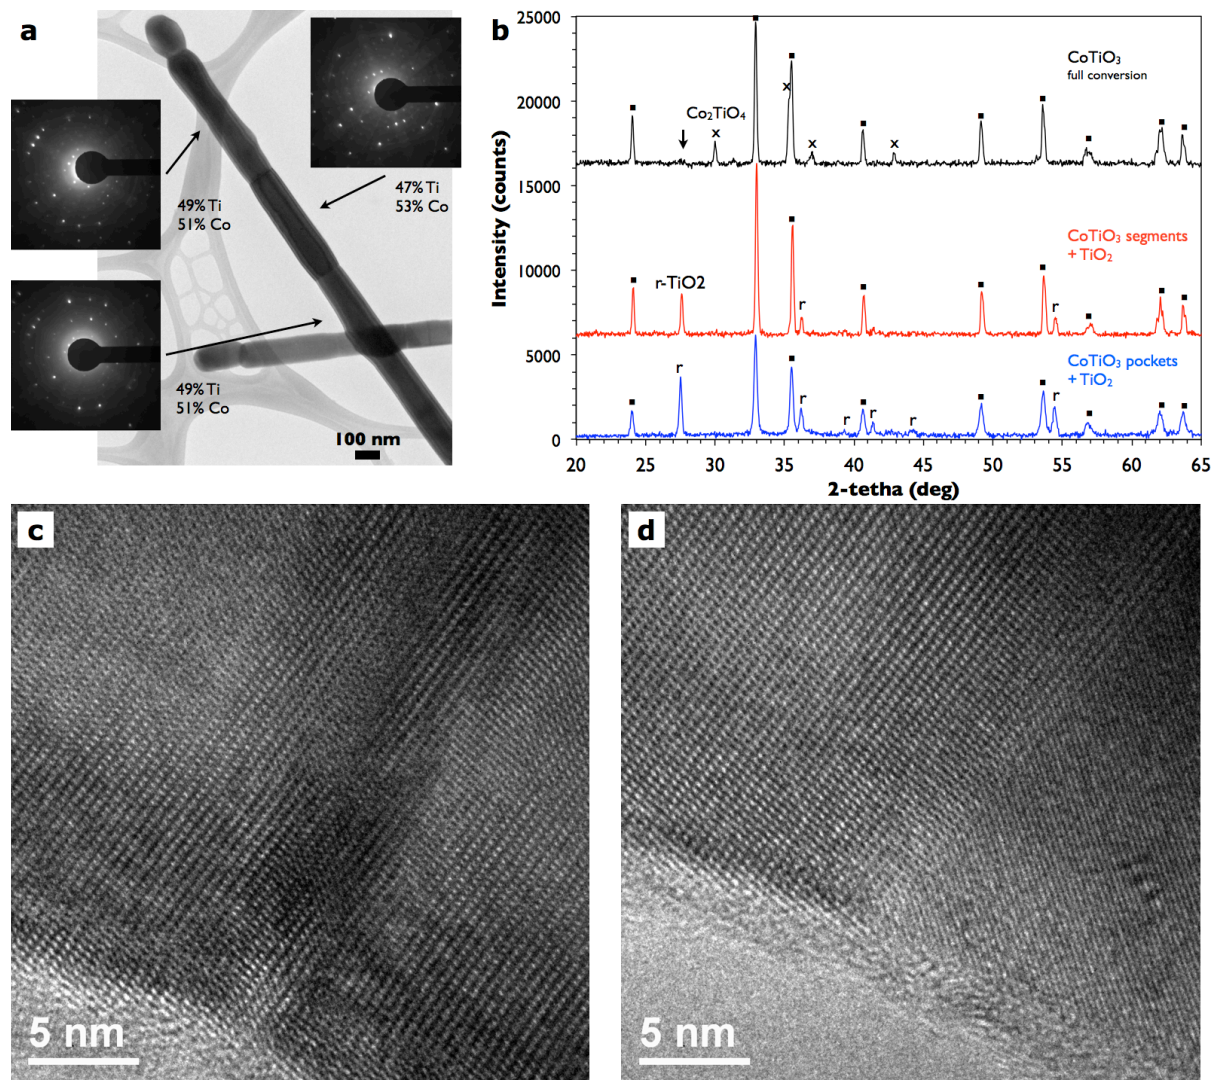 a
49% Ti
51% Co
47% Ti
53% Co
49% Ti
51% Co
100 nm
b
Intensity (counts)
25000
20000
15000
10000
5000
0
CoTiO3
full conversion
x
Co2TiO4
x
x
x
CoTiO3 segments
+ TiO2
r-TiO2
r
r
CoTiO3 pockets
+ TiO2
r
r
r
r
r
r
20
25
30
35
40
45
50
55
60
65
2-tetha (deg)
c
5 nm
d
5 nm